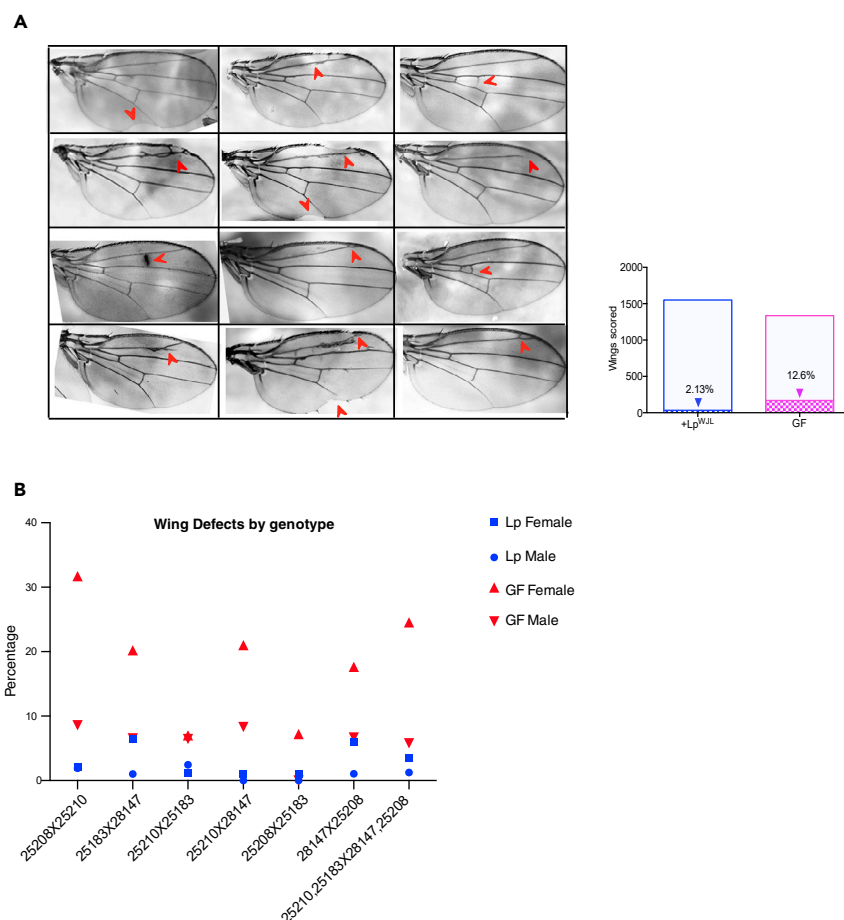 A
2000
1500
1000
500
0
Wings scored
2.13%
12.6%
+Lp^WJL
GF
B
Wing Defects by genotype
40
30
20
10
0
Percentage
Lp Female
Lp Male
GF Female
GF Male
25208X25210
25183X28147
25210X25183
25210X28147
25208X25183
28147X25208
25210,25183X28147,25208